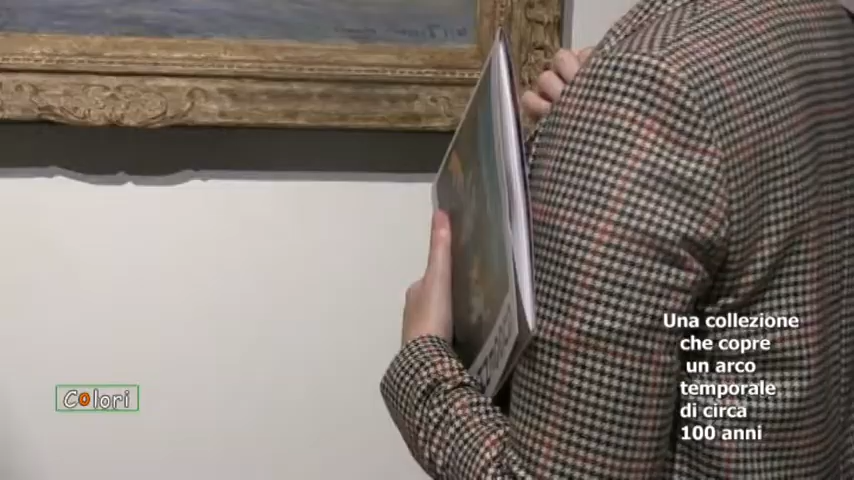 Colori
Una collezione
che copre
un arco
temporale
di circa
100 anni